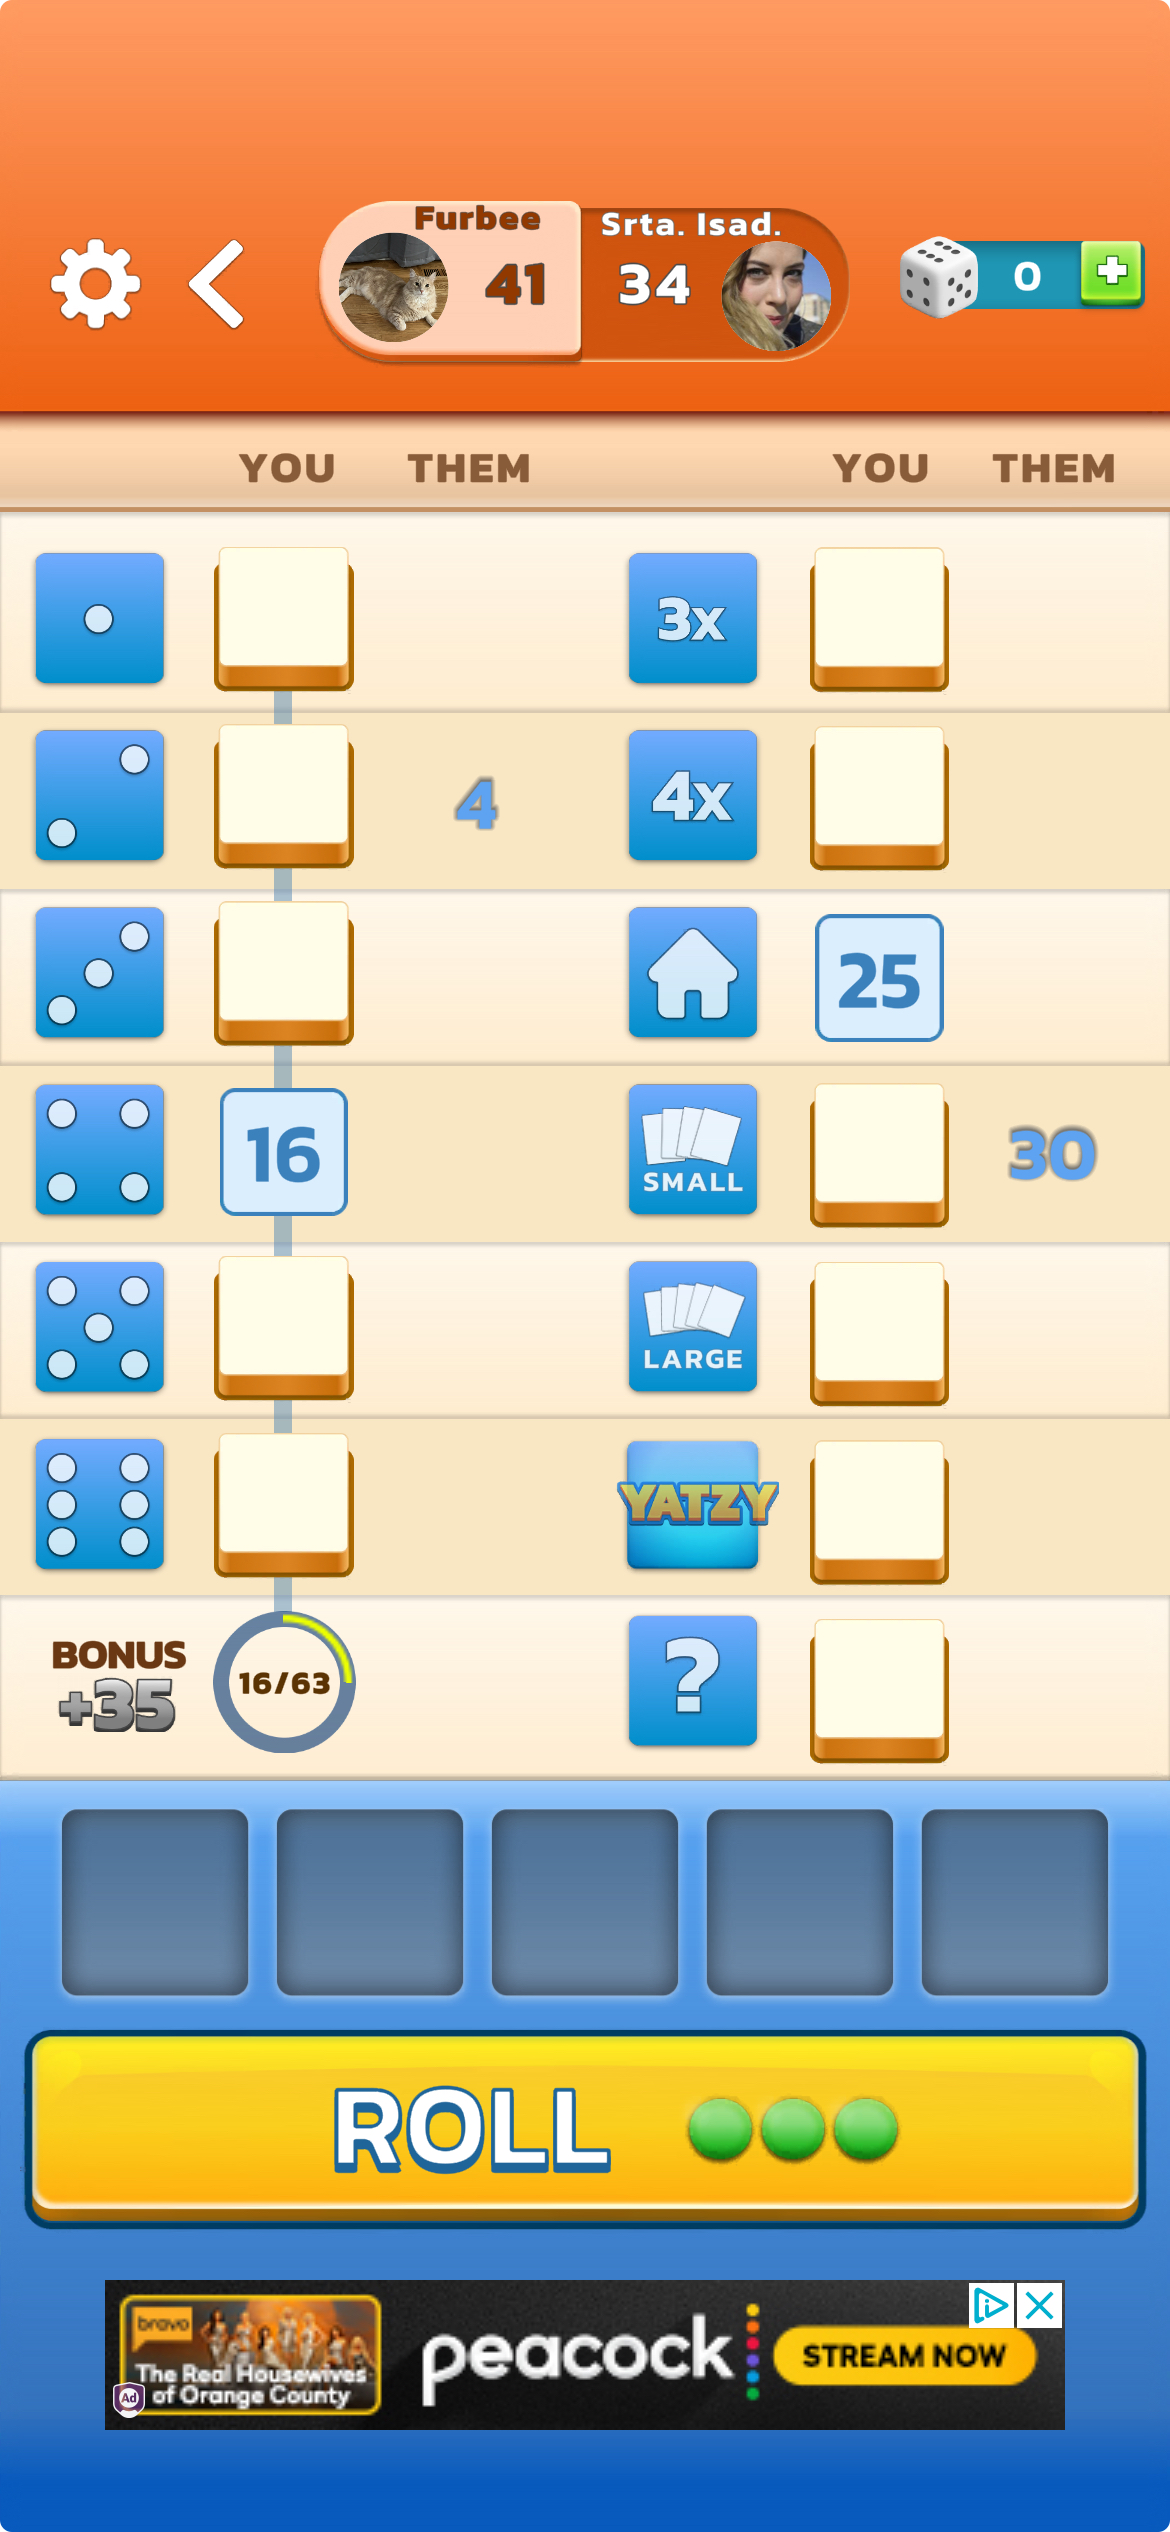 Furbee
41
Srta. Isad.
34
0
YOU THEM YOU THEM
3x
4 4x
25
16 SMALL 30
LARGE
YATZY
BONUS
+35
16/63
?
ROLL
bravo
The Real Housewives
of Orange County
Ad
peacock
STREAM NOW